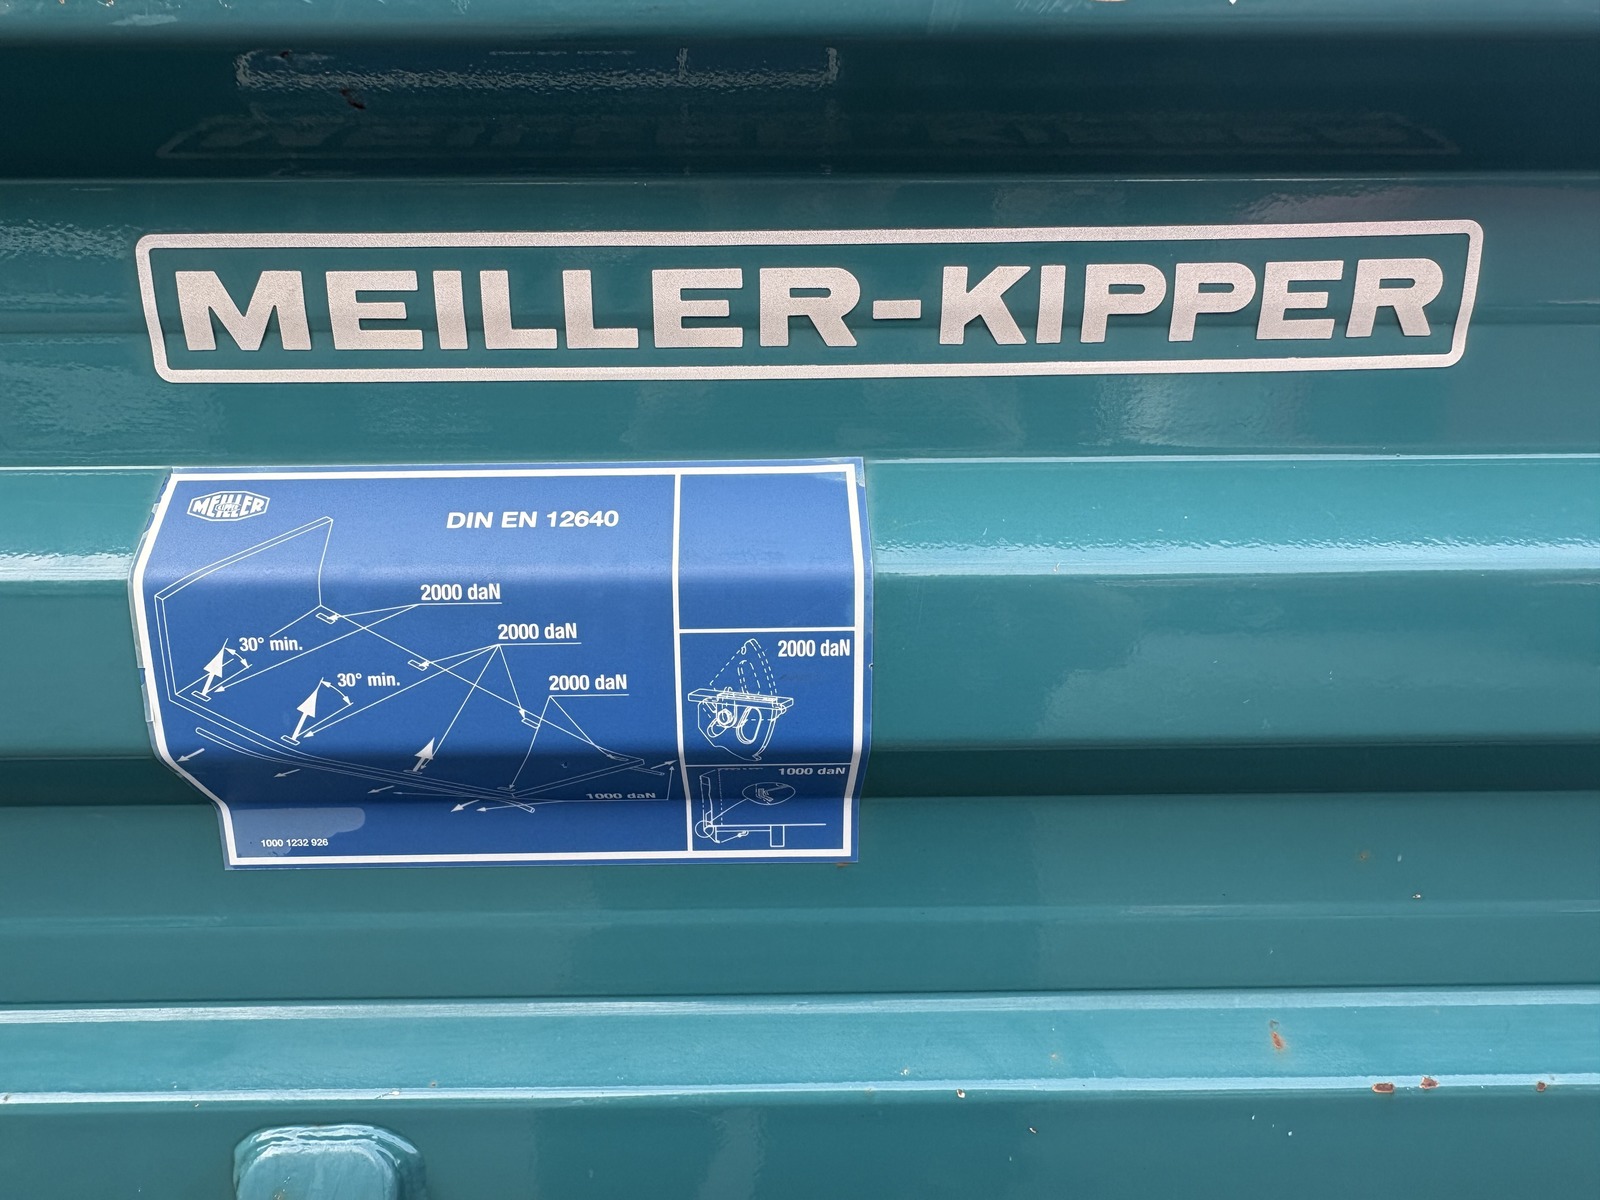 MEILLER-KIPPER
MEILLER
KIPPER
DIN EN 12640
2000 daN
2000 daN
30° min.
2000 daN
30° min.
2000 daN
1000 daN
1000 daN
1000 1232 926